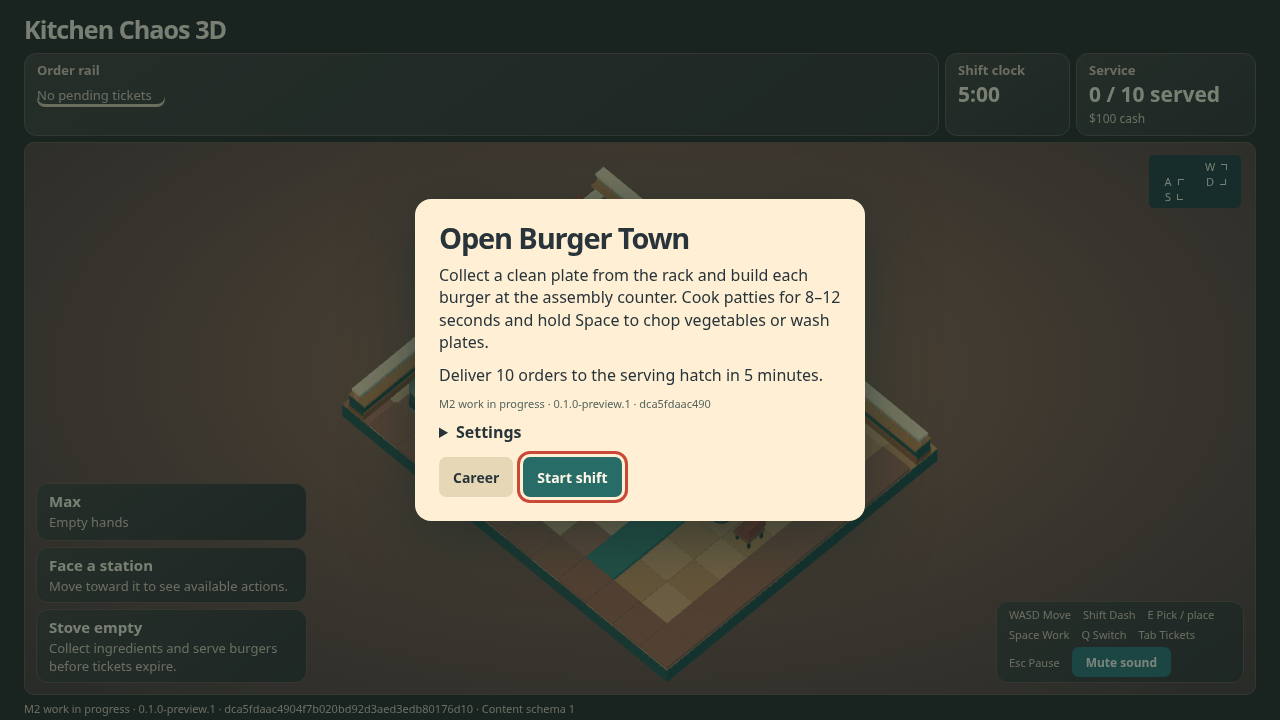 Kitchen Chaos 3D
Order rail
No pending tickets
Shift clock
5:00
Service
0 / 10 served
$100 cash
W
A
D
S
Open Burger Town
Collect a clean plate from the rack and build each
burger at the assembly counter. Cook patties for 8–12
seconds and hold Space to chop vegetables or wash
plates.
Deliver 10 orders to the serving hatch in 5 minutes.
M2 work in progress · 0.1.0-preview.1 · dca5fdaac490
Settings
Career
Start shift
Max
Empty hands
Face a station
Move toward it to see available actions.
Stove empty
Collect ingredients and serve burgers
before tickets expire.
WASD Move Shift Dash E Pick / place
Space Work Q Switch Tab Tickets
Esc Pause
Mute sound
M2 work in progress · 0.1.0-preview.1 · dca5fdaac4904f7b020bd92d3aed3edb80176d10 · Content schema 1